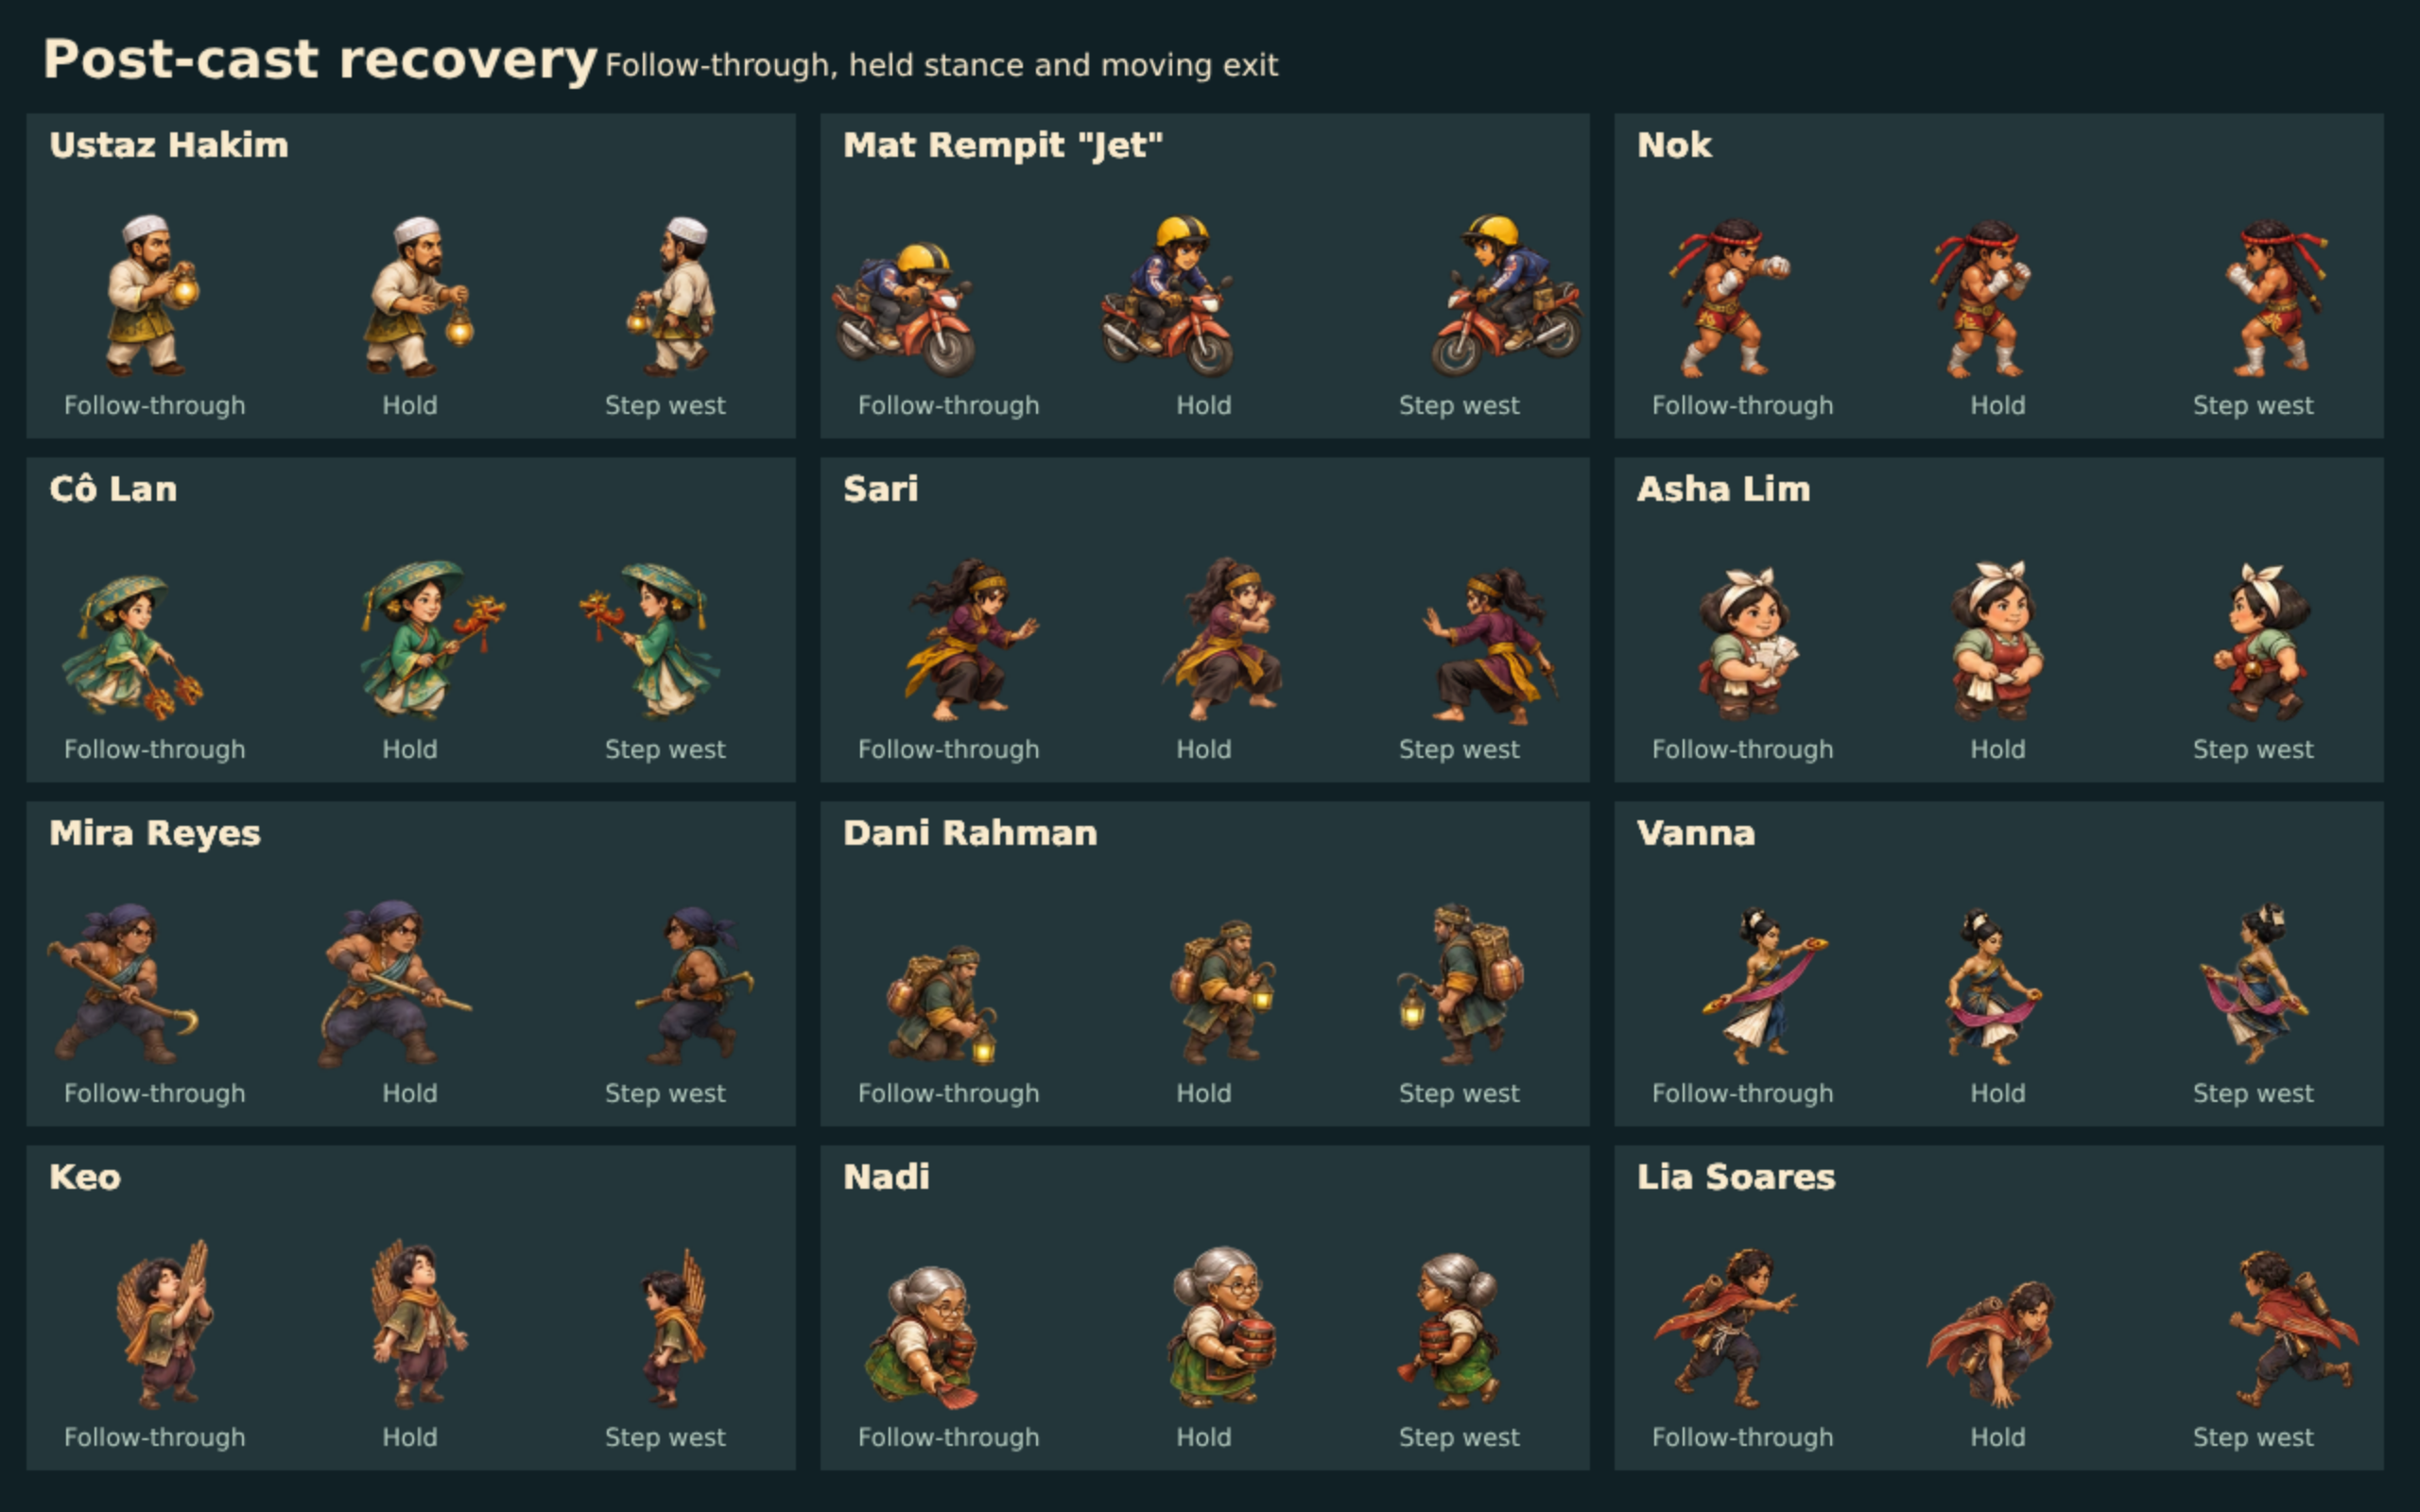 Post-cast recovery Follow-through, held stance and moving exit
Ustaz Hakim
Follow-through Hold Step west
Mat Rempit "Jet"
Follow-through Hold Step west
Nok
Follow-through Hold Step west
Cô Lan
Follow-through Hold Step west
Sari
Follow-through Hold Step west
Asha Lim
Follow-through Hold Step west
Mira Reyes
Follow-through Hold Step west
Dani Rahman
Follow-through Hold Step west
Vanna
Follow-through Hold Step west
Keo
Follow-through Hold Step west
Nadi
Follow-through Hold Step west
Lia Soares
Follow-through Hold Step west